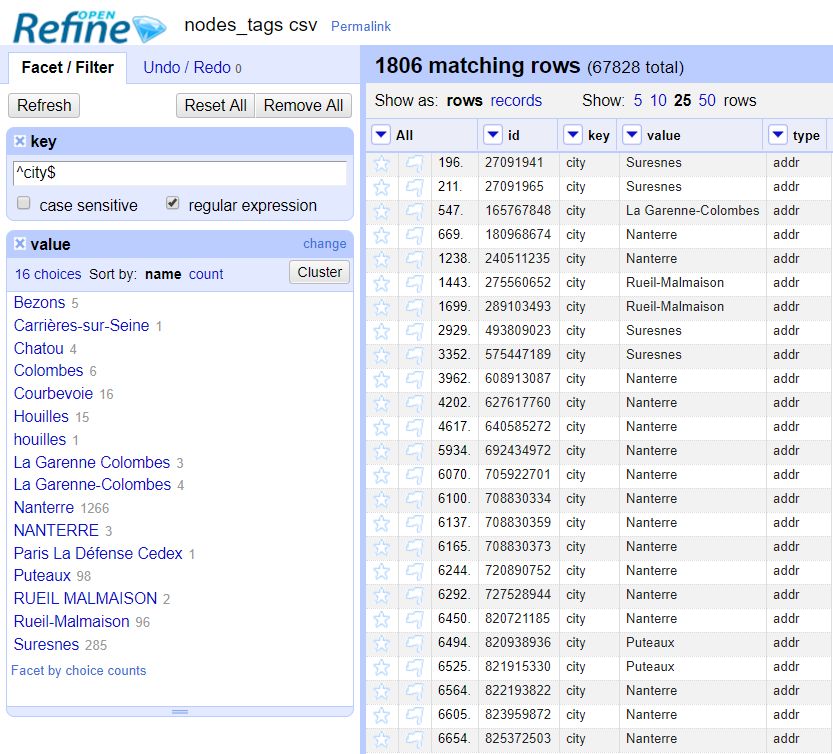 OPEN
Refine
nodes_tags csv Permalink
Facet / Filter Undo / Redo 0
Refresh Reset All Remove All
key
^city$
case sensitive regular expression
value change
16 choices Sort by: name count Cluster
Bezons 5
Carrières-sur-Seine 1
Chatou 4
Colombes 6
Courbevoie 16
Houilles 15
houilles 1
La Garenne Colombes 3
La Garenne-Colombes 4
Nanterre 1266
NANTERRE 3
Paris La Défense Cedex 1
Puteaux 98
RUEIL MALMAISON 2
Rueil-Malmaison 96
Suresnes 285
Facet by choice counts
1806 matching rows (67828 total)
Show as: rows records Show: 5 10 25 50 rows
All id key value type
196. 27091941 city Suresnes addr
211. 27091965 city Suresnes addr
547. 165767848 city La Garenne-Colombes addr
669. 180968674 city Nanterre addr
1238. 240511235 city Nanterre addr
1443. 275560652 city Rueil-Malmaison addr
1699. 289103493 city Rueil-Malmaison addr
2929. 493809023 city Suresnes addr
3352. 575447189 city Suresnes addr
3962. 608913087 city Nanterre addr
4202. 627617760 city Nanterre addr
4617. 640585272 city Nanterre addr
5934. 692434972 city Nanterre addr
6070. 705922701 city Nanterre addr
6100. 708830334 city Nanterre addr
6137. 708830359 city Nanterre addr
6165. 708830373 city Nanterre addr
6244. 720890752 city Nanterre addr
6292. 727528944 city Nanterre addr
6450. 820721185 city Nanterre addr
6494. 820938936 city Puteaux addr
6525. 821915330 city Puteaux addr
6564. 822193822 city Nanterre addr
6605. 823959872 city Nanterre addr
6654. 825372503 city Nanterre addr